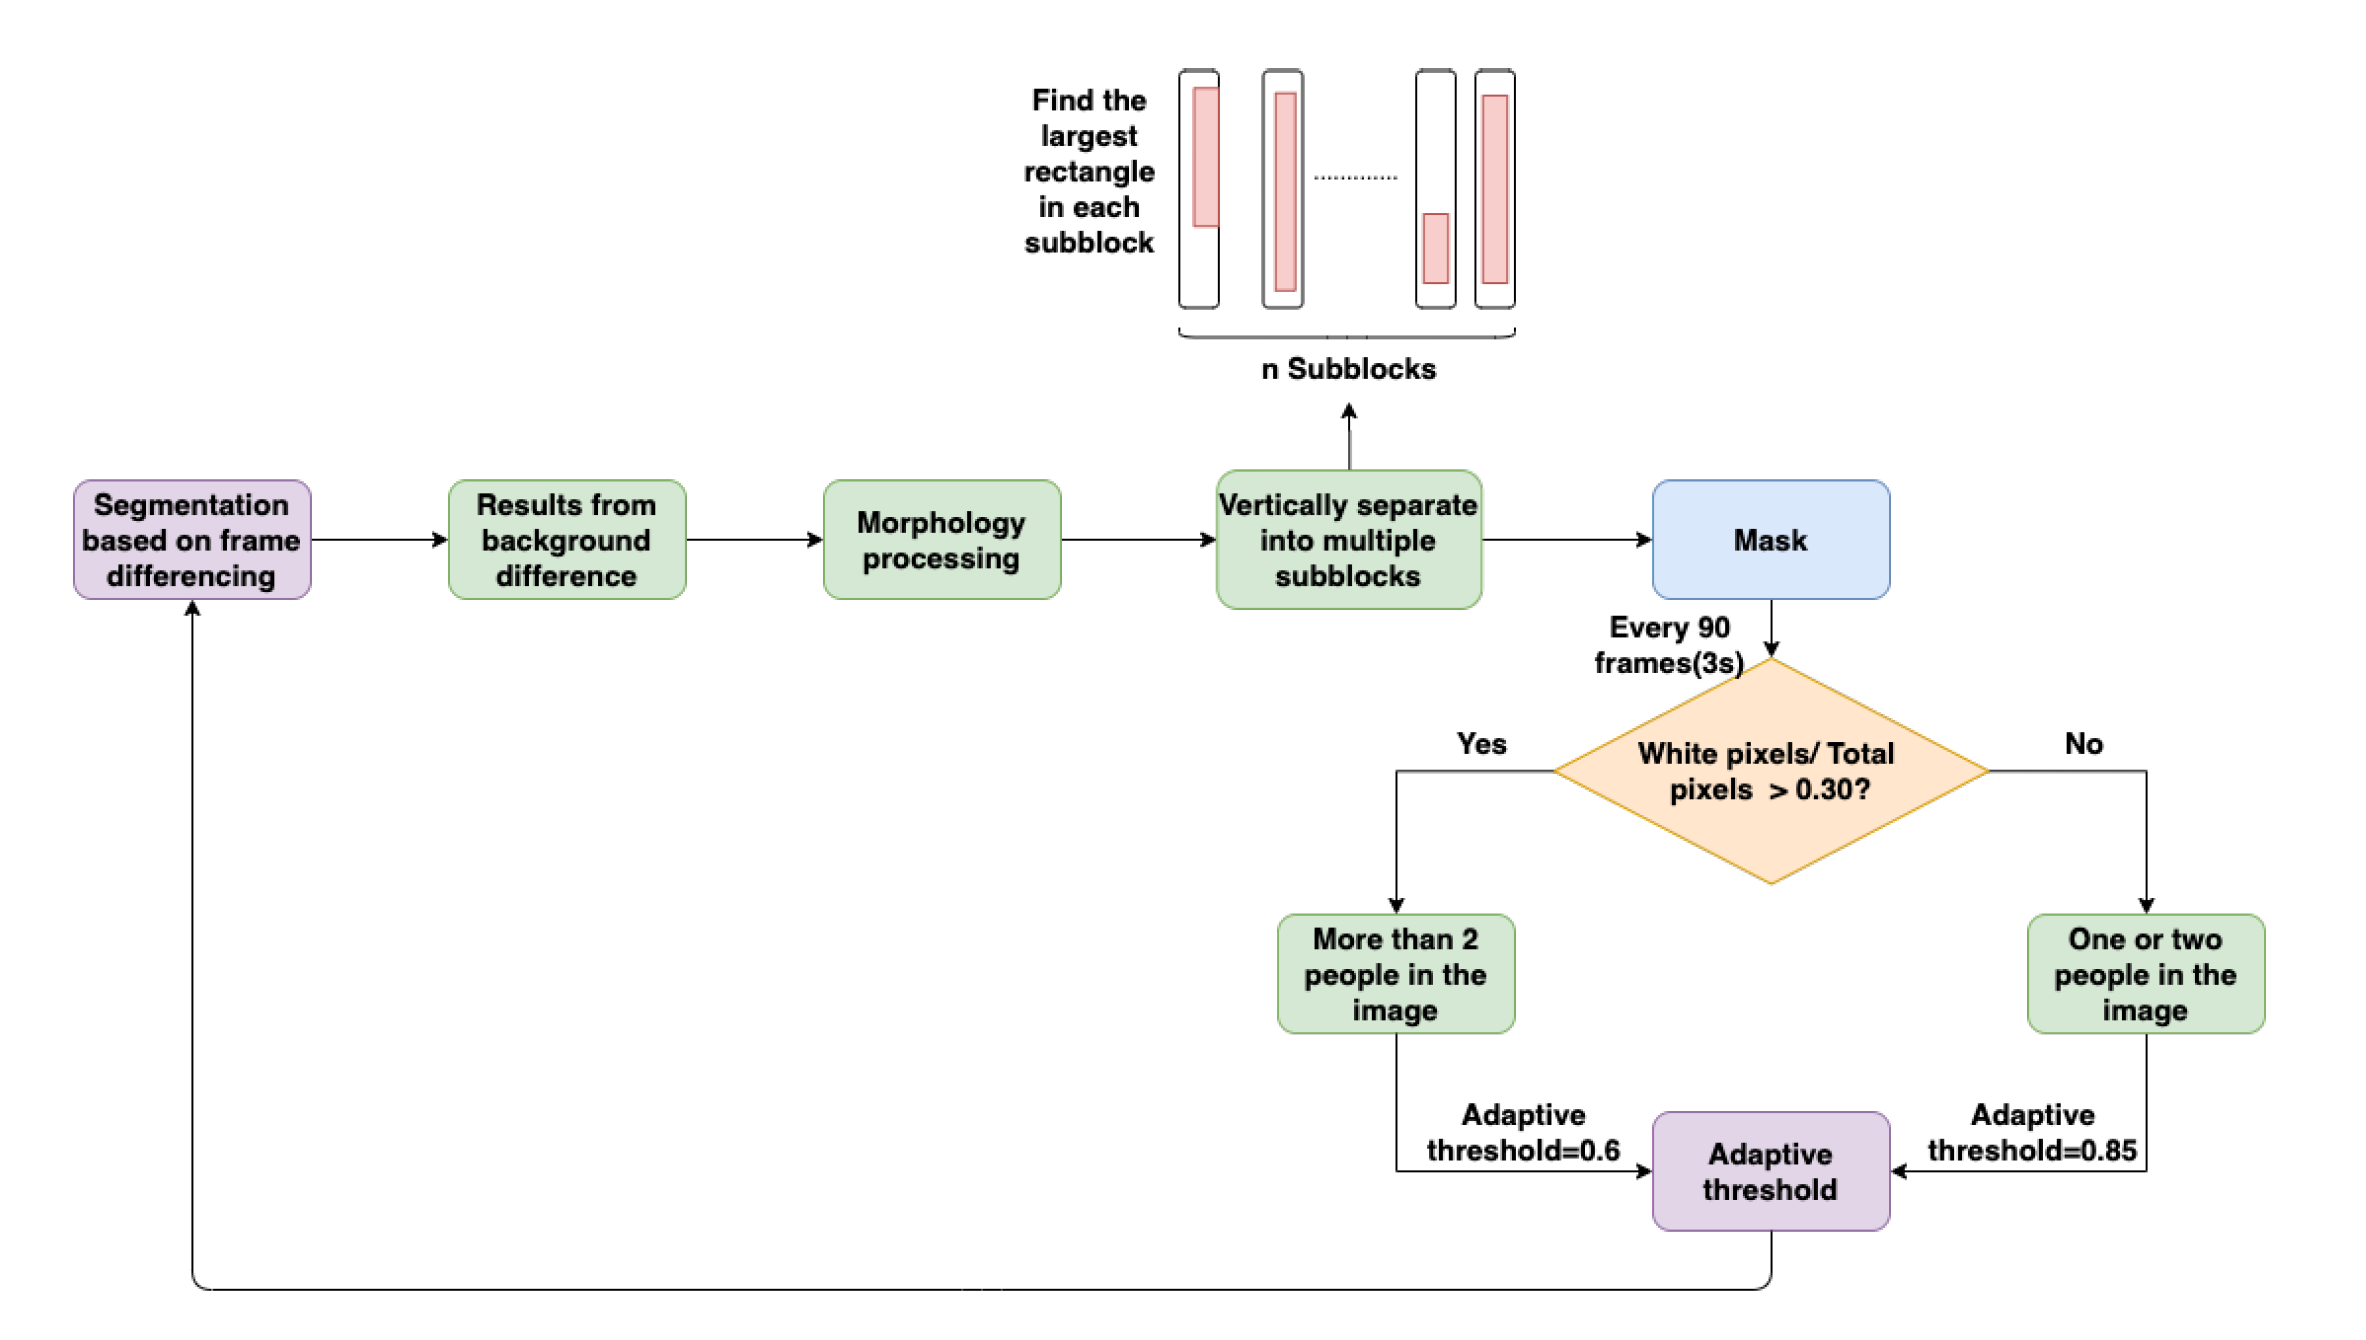 Find the
largest
rectangle
in each
subblock
n Subblocks
Segmentation
based on frame
differencing
Results from
background
difference
Morphology
processing
Vertically separate
into multiple
subblocks
Mask
Every 90
frames(3s)
White pixels/ Total
pixels > 0.30?
Yes
No
More than 2
people in the
image
One or two
people in the
image
Adaptive
threshold=0.6
Adaptive
threshold
Adaptive
threshold=0.85